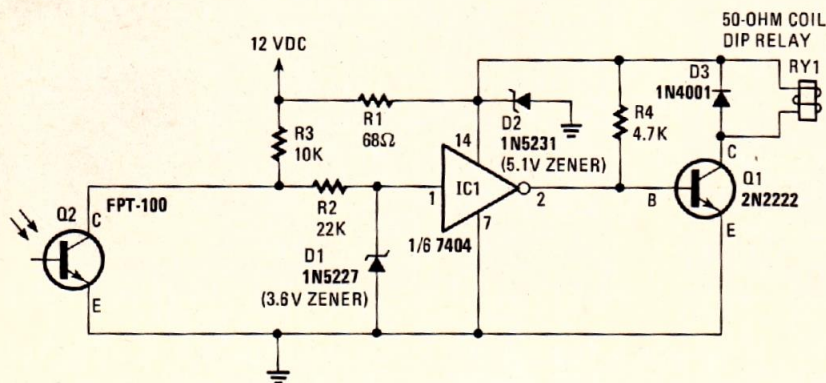 50-OHM COIL
DIP RELAY
12 VDC
RY1
D3
1N4001
R1
68Ω
D2
1N5231
(5.1V ZENER)
R4
4.7K
R3
10K
14
C
Q1
2N2222
B
E
FPT-100
Q2
C
E
R2
22K
1
IC1
2
7
1/6 7404
D1
1N5227
(3.6V ZENER)